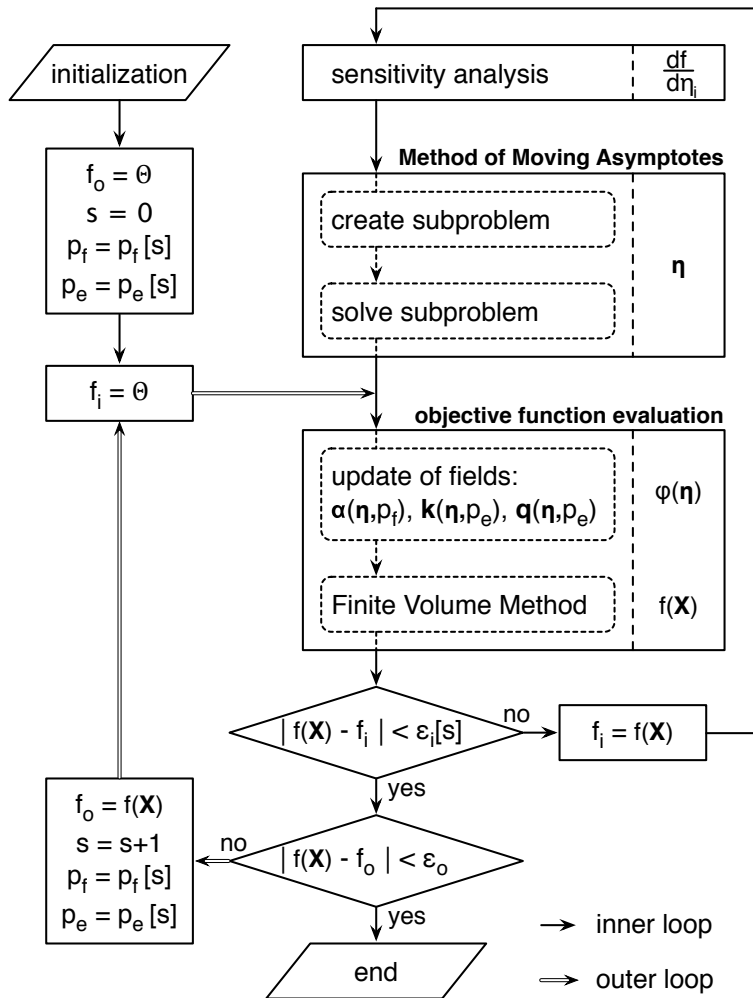 initialization
f_o = Θ
s = 0
p_f = p_f [s]
p_e = p_e [s]
f_i = Θ
sensitivity analysis
df
dη_i
Method of Moving Asymptotes
create subproblem
solve subproblem
η
objective function evaluation
update of fields:
α(η,p_f), k(η,p_e), q(η,p_e)
φ(η)
Finite Volume Method
f(X)
| f(X) - f_i | < ε_i[s]
no
f_i = f(X)
yes
| f(X) - f_o | < ε_o
no
f_o = f(X)
s = s+1
p_f = p_f [s]
p_e = p_e [s]
yes
end
inner loop
outer loop